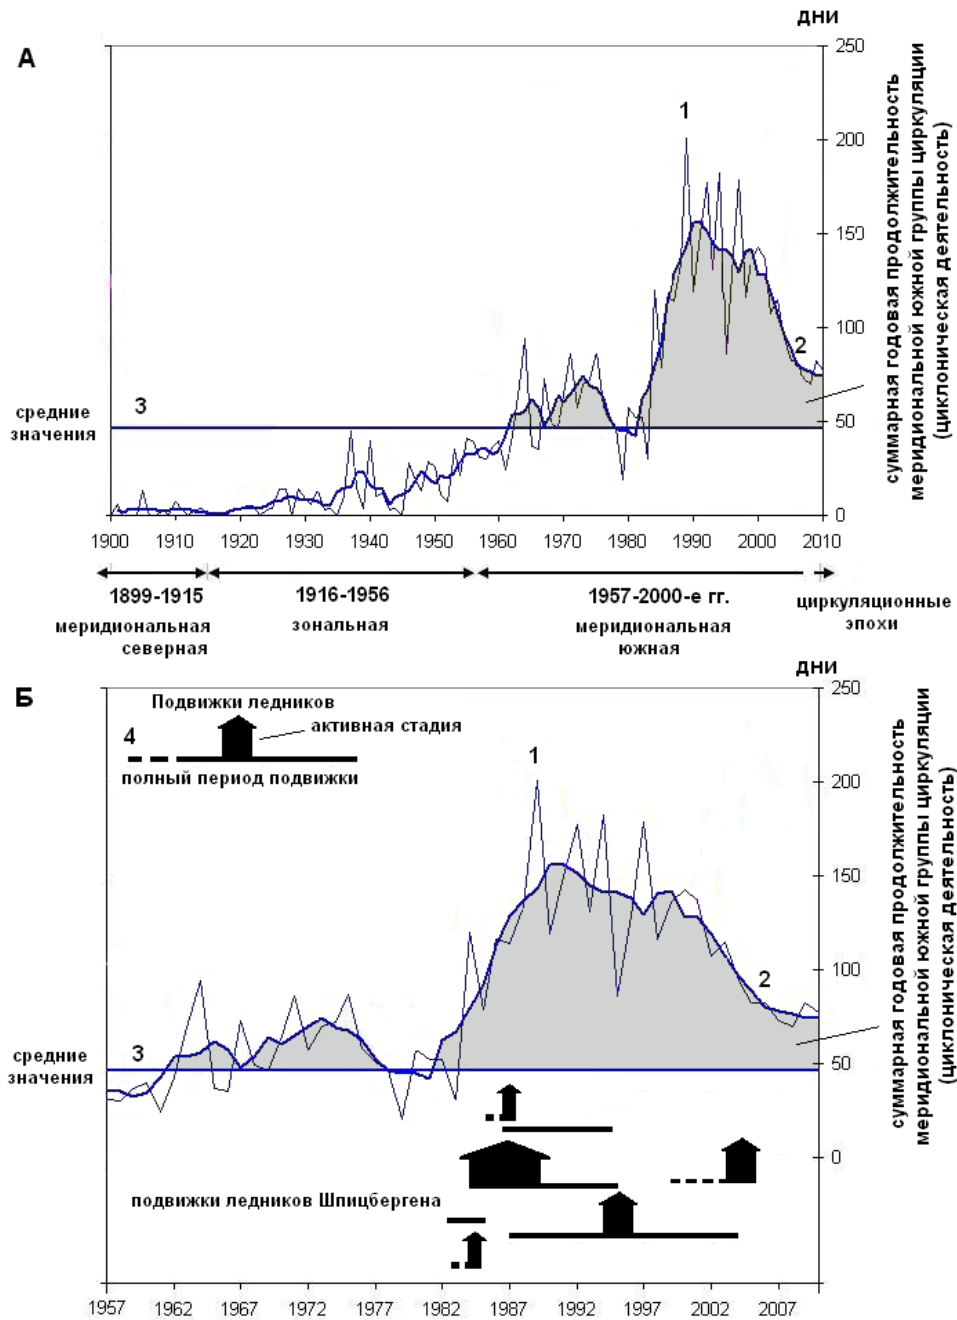 дни
А
250
200
150
100
50
0
1
2
3
средние
значения
суммарная годовая продолжительность
меридиональной южной группы циркуляции
(циклоническая деятельность)
1900 1910 1920 1930 1940 1950 1960 1970 1980 1990 2000 2010
1899-1915
меридиональная
северная
1916-1956
зональная
1957-2000-е гг.
меридиональная
южная
циркуляционные
эпохи
дни
Б
250
200
150
100
50
0
Подвижки ледников
активная стадия
4
полный период подвижки
1
2
3
средние
значения
суммарная годовая продолжительность
меридиональной южной группы циркуляции
(циклоническая деятельность)
подвижки ледников Шпицбергена
1957 1962 1967 1972 1977 1982 1987 1992 1997 2002 2007